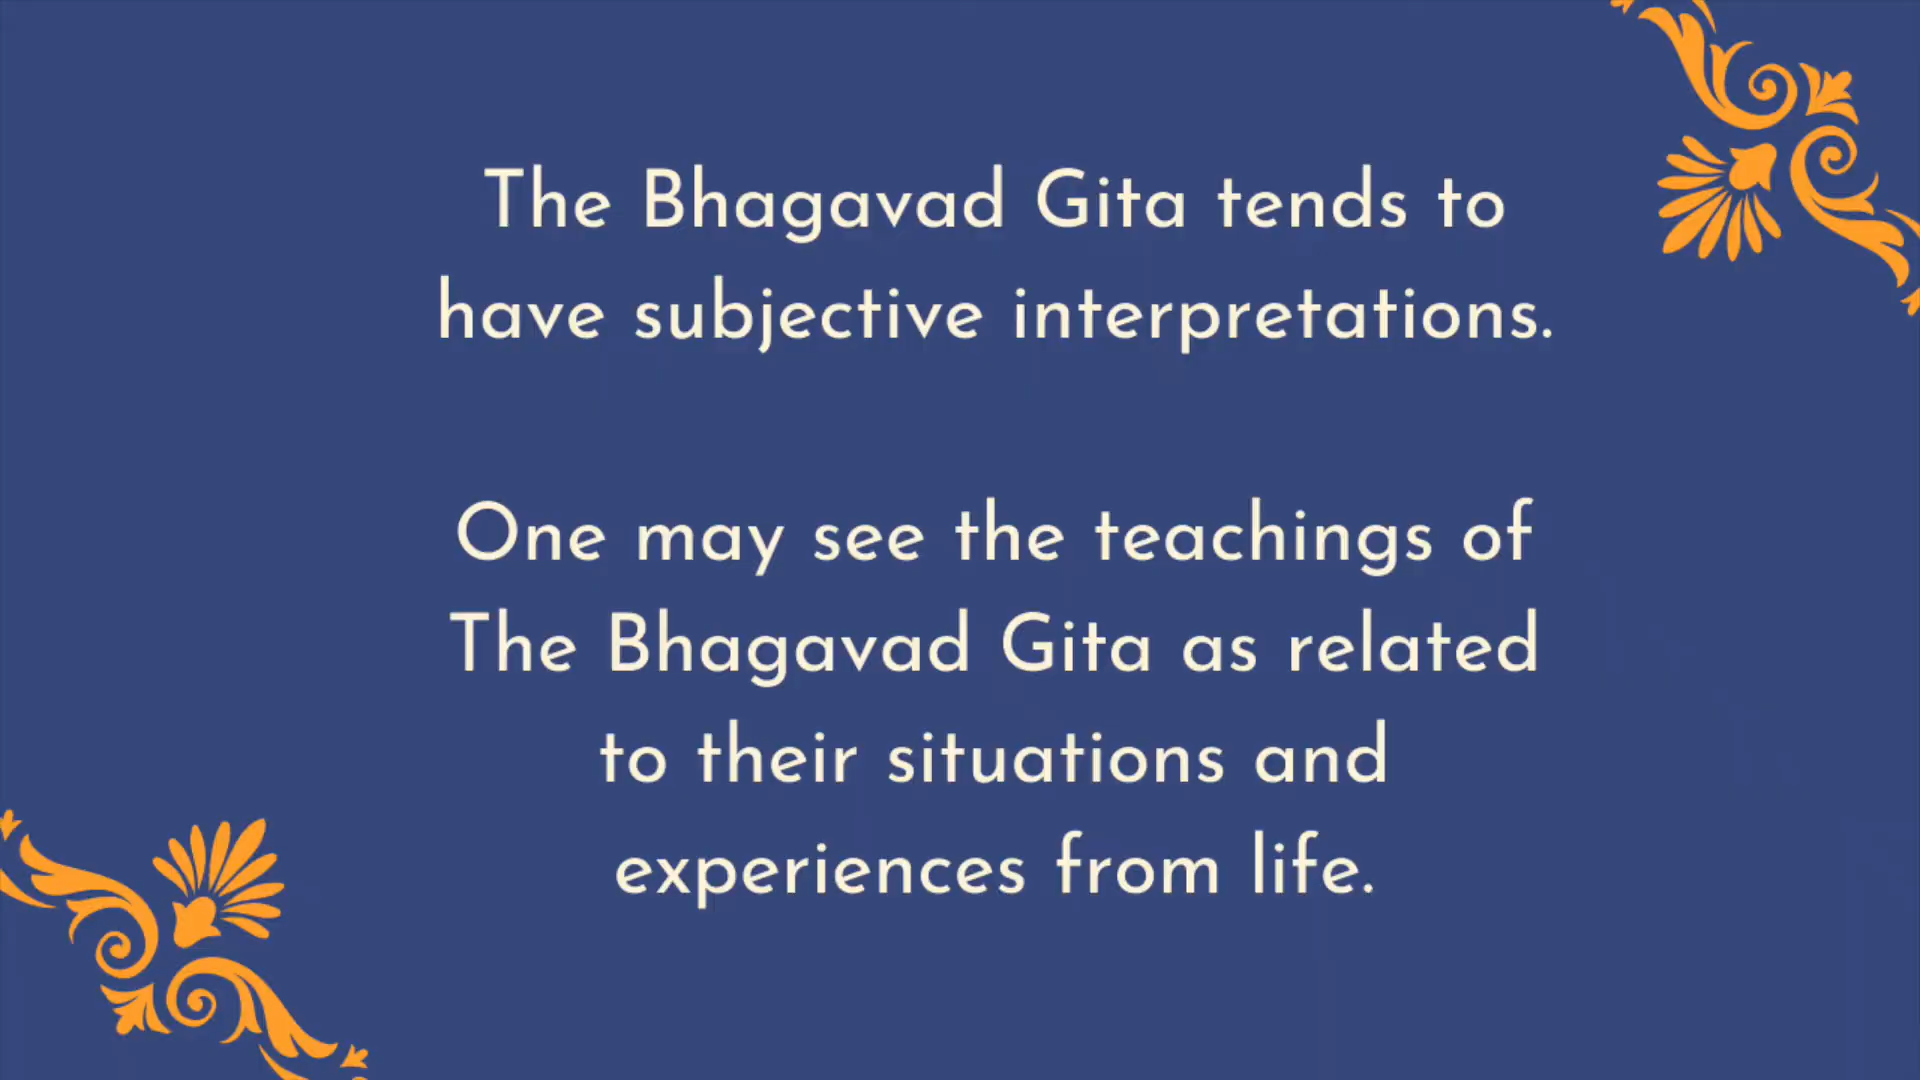 The Bhagavad Gita tends to
have subjective interpretations.
One may see the teachings of
The Bhagavad Gita as related
to their situations and
experiences from life.